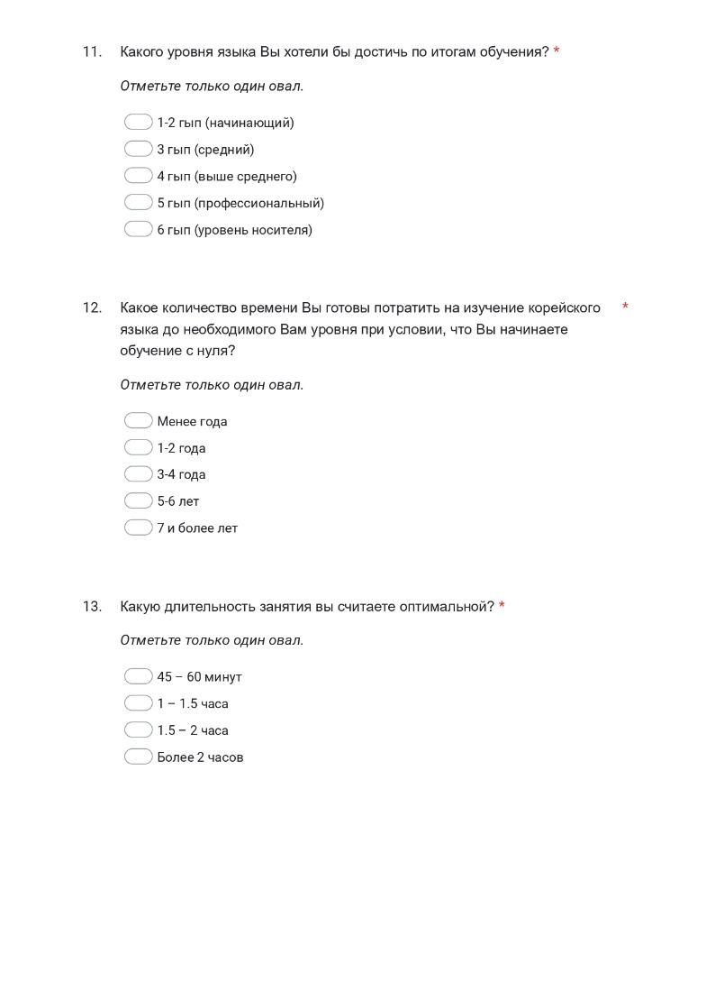 11. Какого уровня языка Вы хотели бы достичь по итогам обучения? *
Отметьте только один овал.
1-2 гып (начинающий)
3 гып (средний)
4 гып (выше среднего)
5 гып (профессиональный)
6 гып (уровень носителя)
12. Какое количество времени Вы готовы потратить на изучение корейского *
языка до необходимого Вам уровня при условии, что Вы начинаете
обучение с нуля?
Отметьте только один овал.
Менее года
1-2 года
3-4 года
5-6 лет
7 и более лет
13. Какую длительность занятия вы считаете оптимальной? *
Отметьте только один овал.
45 – 60 минут
1 – 1.5 часа
1.5 – 2 часа
Более 2 часов